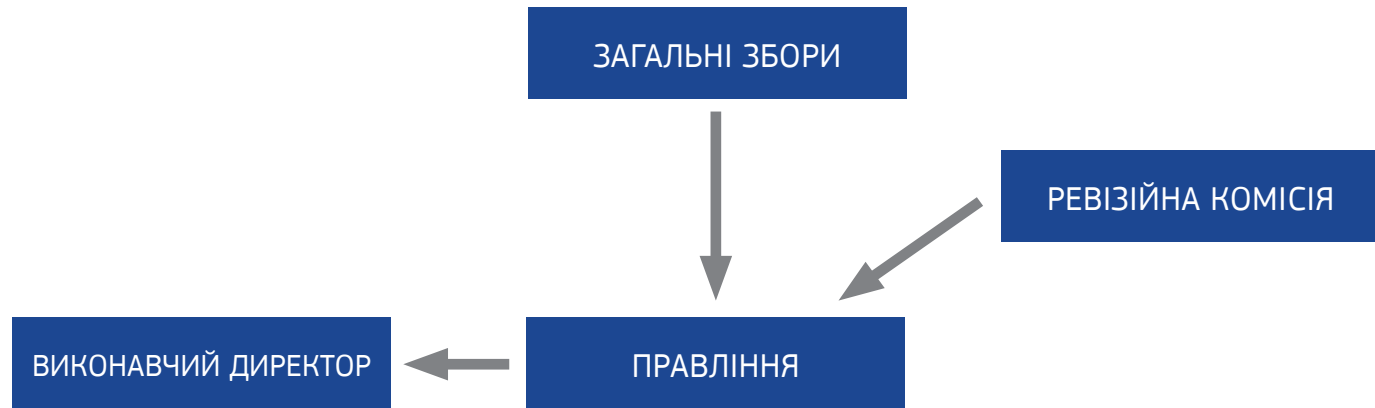 ЗАГАЛЬНІ ЗБОРИ
РЕВІЗІЙНА КОМІСІЯ
ВИКОНАВЧИЙ ДИРЕКТОР
ПРАВЛІННЯ